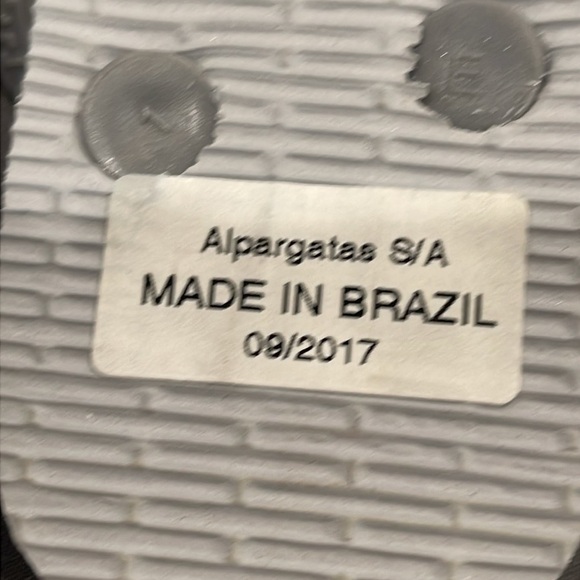 Alpargatas S/A
MADE IN BRAZIL
09/2017